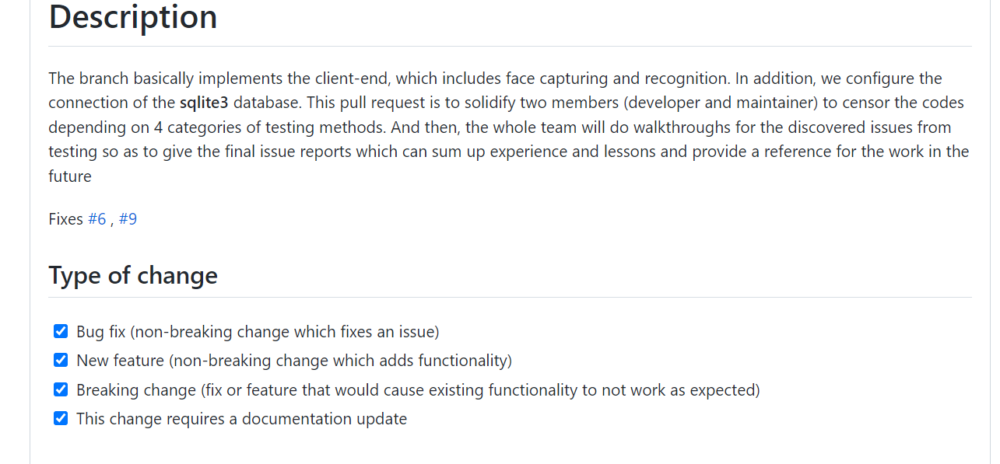 Description
The branch basically implements the client-end, which includes face capturing and recognition. In addition, we configure the
connection of the sqlite3 database. This pull request is to solidify two members (developer and maintainer) to censor the codes
depending on 4 categories of testing methods. And then, the whole team will do walkthroughs for the discovered issues from
testing so as to give the final issue reports which can sum up experience and lessons and provide a reference for the work in the
future
Fixes #6 , #9
Type of change
Bug fix (non-breaking change which fixes an issue)
New feature (non-breaking change which adds functionality)
Breaking change (fix or feature that would cause existing functionality to not work as expected)
This change requires a documentation update